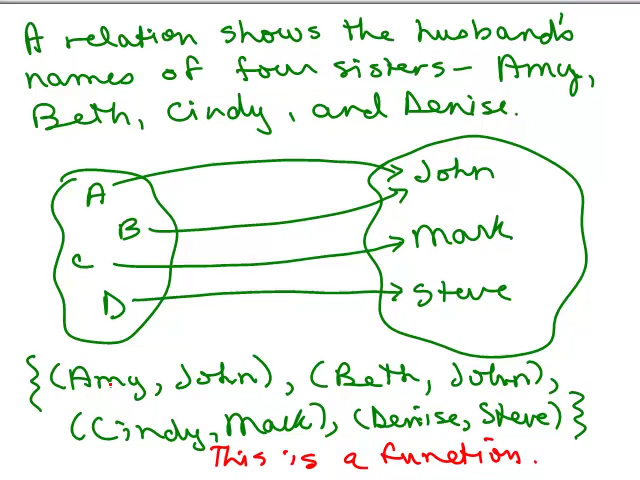 A relation shows the husband's
names of four sisters - Amy,
Beth, Cindy, and Denise.
A
John
B
C
Mark
D
Steve
{(Amy, John), (Beth, John),
(Cindy, Mark), (Denise, Steve)}
This is a function.